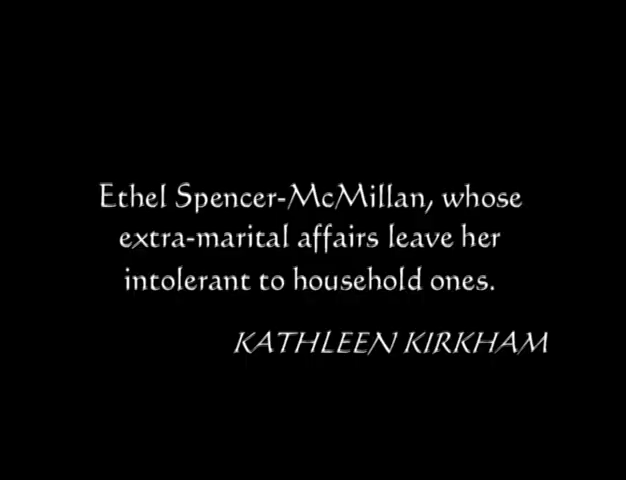 Ethel Spencer-McMillan, whose
extra-marital affairs leave her
intolerant to household ones.
KATHLEEN KIRKHAM